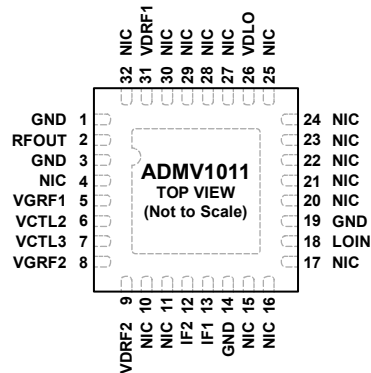 32 NIC
31 VDRF1
30 NIC
29 NIC
28 NIC
27 NIC
26 VDLO
25 NIC
GND 1
RFOUT 2
GND 3
NIC 4
VGRF1 5
VCTL2 6
VCTL3 7
VGRF2 8
ADMV1011
TOP VIEW
(Not to Scale)
24 NIC
23 NIC
22 NIC
21 NIC
20 NIC
19 GND
18 LOIN
17 NIC
VDRF2 9
NIC 10
NIC 11
IF2 12
IF1 13
GND 14
NIC 15
NIC 16